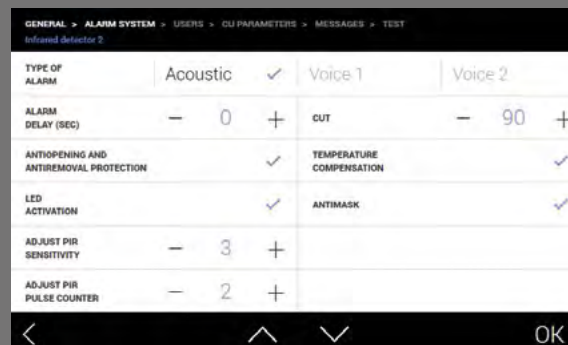 GENERAL > ALARM SYSTEM > USERS > CU PARAMETERS > MESSAGES > TEST
Infrared detector 2
TYPE OF
ALARM
Acoustic
Voice 1
Voice 2
ALARM
DELAY (SEC)
− 0 +
CUT
− 90 +
ANTIOPENING AND
ANTIREMOVAL PROTECTION
TEMPERATURE
COMPENSATION
LED
ACTIVATION
ANTIMASK
ADJUST PIR
SENSITIVITY
− 3 +
ADJUST PIR
PULSE COUNTER
− 2 +
OK